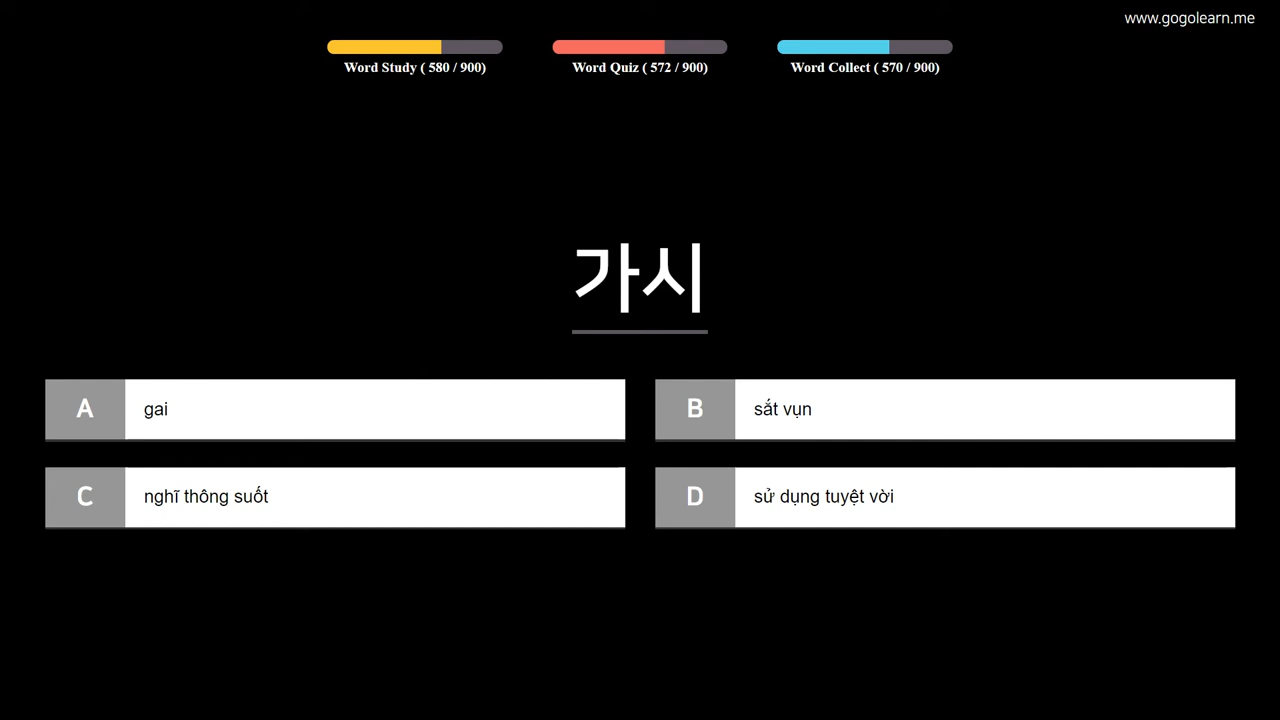 www.gogolearn.me
Word Study ( 580 / 900)
Word Quiz ( 572 / 900)
Word Collect ( 570 / 900)
가시
A gai
B sắt vụn
C nghĩ thông suốt
D sử dụng tuyệt vời